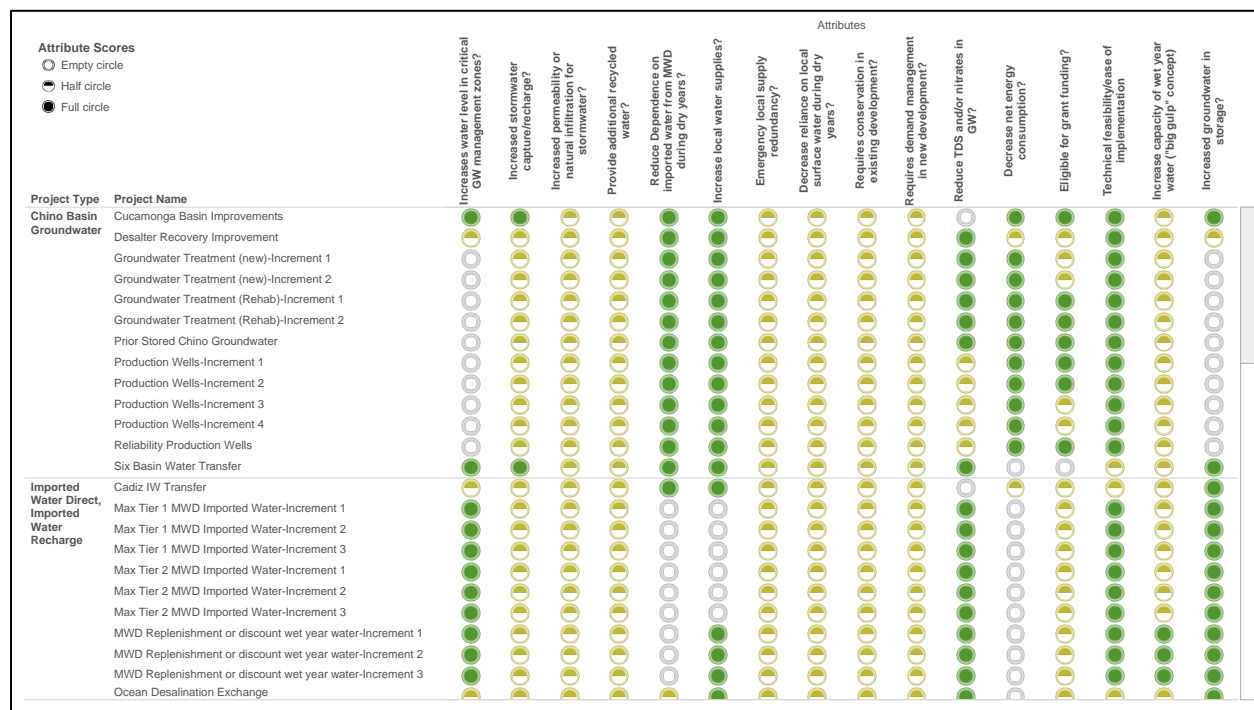 Attributes
Attribute Scores
Empty circle
Half circle
Full circle
Increases water level in critical
GW management zones?
Increased stormwater
capture/recharge?
Increased permeability or
natural infiltration for
stormwater?
Provide additional recycled
water?
Reduce Dependence on
imported water from MWD
during dry years?
Increase local water supplies?
Emergency local supply
redundancy?
Decrease reliance on local
surface water during dry
years?
Requires conservation in
existing development?
Requires demand management
in new development?
Reduce TDS and/or nitrates in
GW?
Decrease net energy
consumption?
Eligible for grant funding?
Technical feasibility/ease of
implementation
Increase capacity of wet year
water ("big gulp" concept)
Increased groundwater in
storage?
Project Type Project Name
Chino Basin Cucamonga Basin Improvements
Groundwater
Desalter Recovery Improvement
Groundwater Treatment (new)-Increment 1
Groundwater Treatment (new)-Increment 2
Groundwater Treatment (Rehab)-Increment 1
Groundwater Treatment (Rehab)-Increment 2
Prior Stored Chino Groundwater
Production Wells-Increment 1
Production Wells-Increment 2
Production Wells-Increment 3
Production Wells-Increment 4
Reliability Production Wells
Six Basin Water Transfer
Imported Cadiz IW Transfer
Water Direct,
Imported
Water
Recharge
Max Tier 1 MWD Imported Water-Increment 1
Max Tier 1 MWD Imported Water-Increment 2
Max Tier 1 MWD Imported Water-Increment 3
Max Tier 2 MWD Imported Water-Increment 1
Max Tier 2 MWD Imported Water-Increment 2
Max Tier 2 MWD Imported Water-Increment 3
MWD Replenishment or discount wet year water-Increment 1
MWD Replenishment or discount wet year water-Increment 2
MWD Replenishment or discount wet year water-Increment 3
Ocean Desalination Exchange